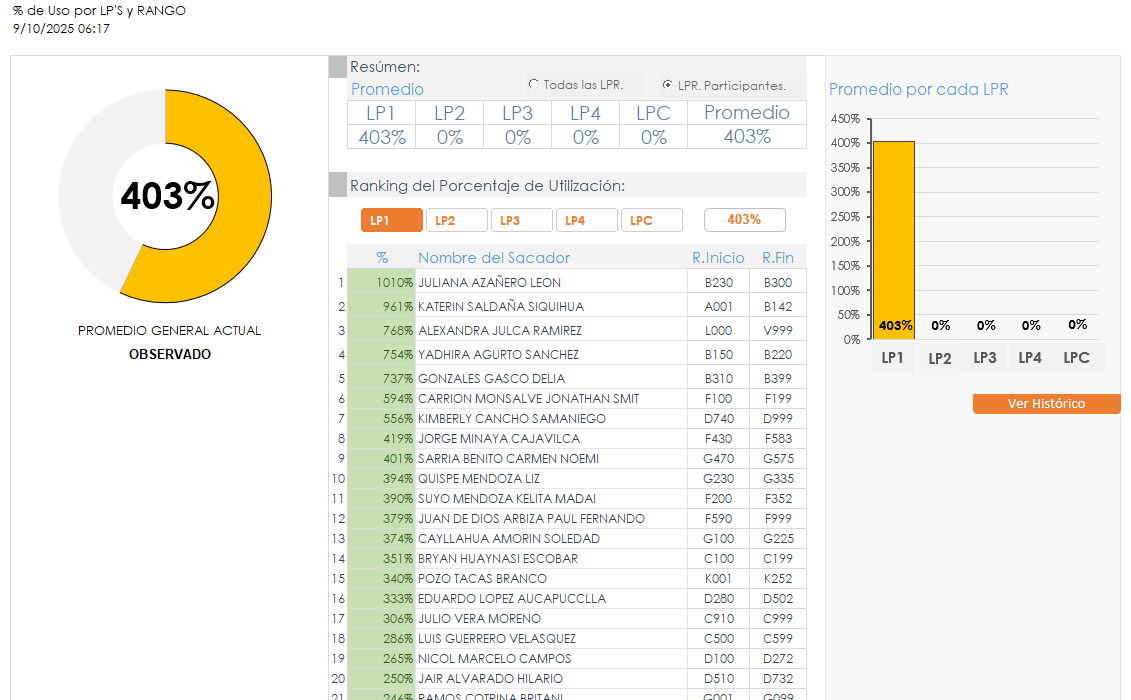 % de Uso por LP'S y RANGO
9/10/2025 06:17
403%
PROMEDIO GENERAL ACTUAL
OBSERVADO
Resúmen:
Promedio
Todas las LPR.
LPR. Participantes.
LP1 LP2 LP3 LP4 LPC Promedio
403% 0% 0% 0% 0% 403%
Ranking del Porcentaje de Utilización:
LP1 LP2 LP3 LP4 LPC 403%
% Nombre del Sacador R.Inicio R.Fin
1 1010% JULIANA AZAÑERO LEON B230 B300
2 961% KATERIN SALDAÑA SIQUIHUA A001 B142
3 768% ALEXANDRA JULCA RAMIREZ L000 V999
4 754% YADHIRA AGURTO SANCHEZ B150 B220
5 737% GONZALES GASCO DELIA B310 B399
6 594% CARRION MONSALVE JONATHAN SMIT F100 F199
7 556% KIMBERLY CANCHO SAMANIEGO D740 D999
8 419% JORGE MINAYA CAJAVILCA F430 F583
9 401% SARRIA BENITO CARMEN NOEMI G470 G575
10 394% QUISPE MENDOZA LIZ G230 G335
11 390% SUYO MENDOZA KELITA MADAI F200 F352
12 379% JUAN DE DIOS ARBIZA PAUL FERNANDO F590 F999
13 374% CAYLLAHUA AMORIN SOLEDAD G100 G225
14 351% BRYAN HUAYNASI ESCOBAR C100 C199
15 340% POZO TACAS BRANCO K001 K252
16 333% EDUARDO LOPEZ AUCAPUCCLLA D280 D502
17 306% JULIO VERA MORENO C910 C999
18 286% LUIS GUERRERO VELASQUEZ C500 C599
19 265% NICOL MARCELO CAMPOS D100 D272
20 250% JAIR ALVARADO HILARIO D510 D732
21 246% RAMOS COTRINA BRITANI G001 G099
Promedio por cada LPR
450%
400%
350%
300%
250%
200%
150%
100%
50%
0%
403% 0% 0% 0% 0%
LP1 LP2 LP3 LP4 LPC
Ver Histórico